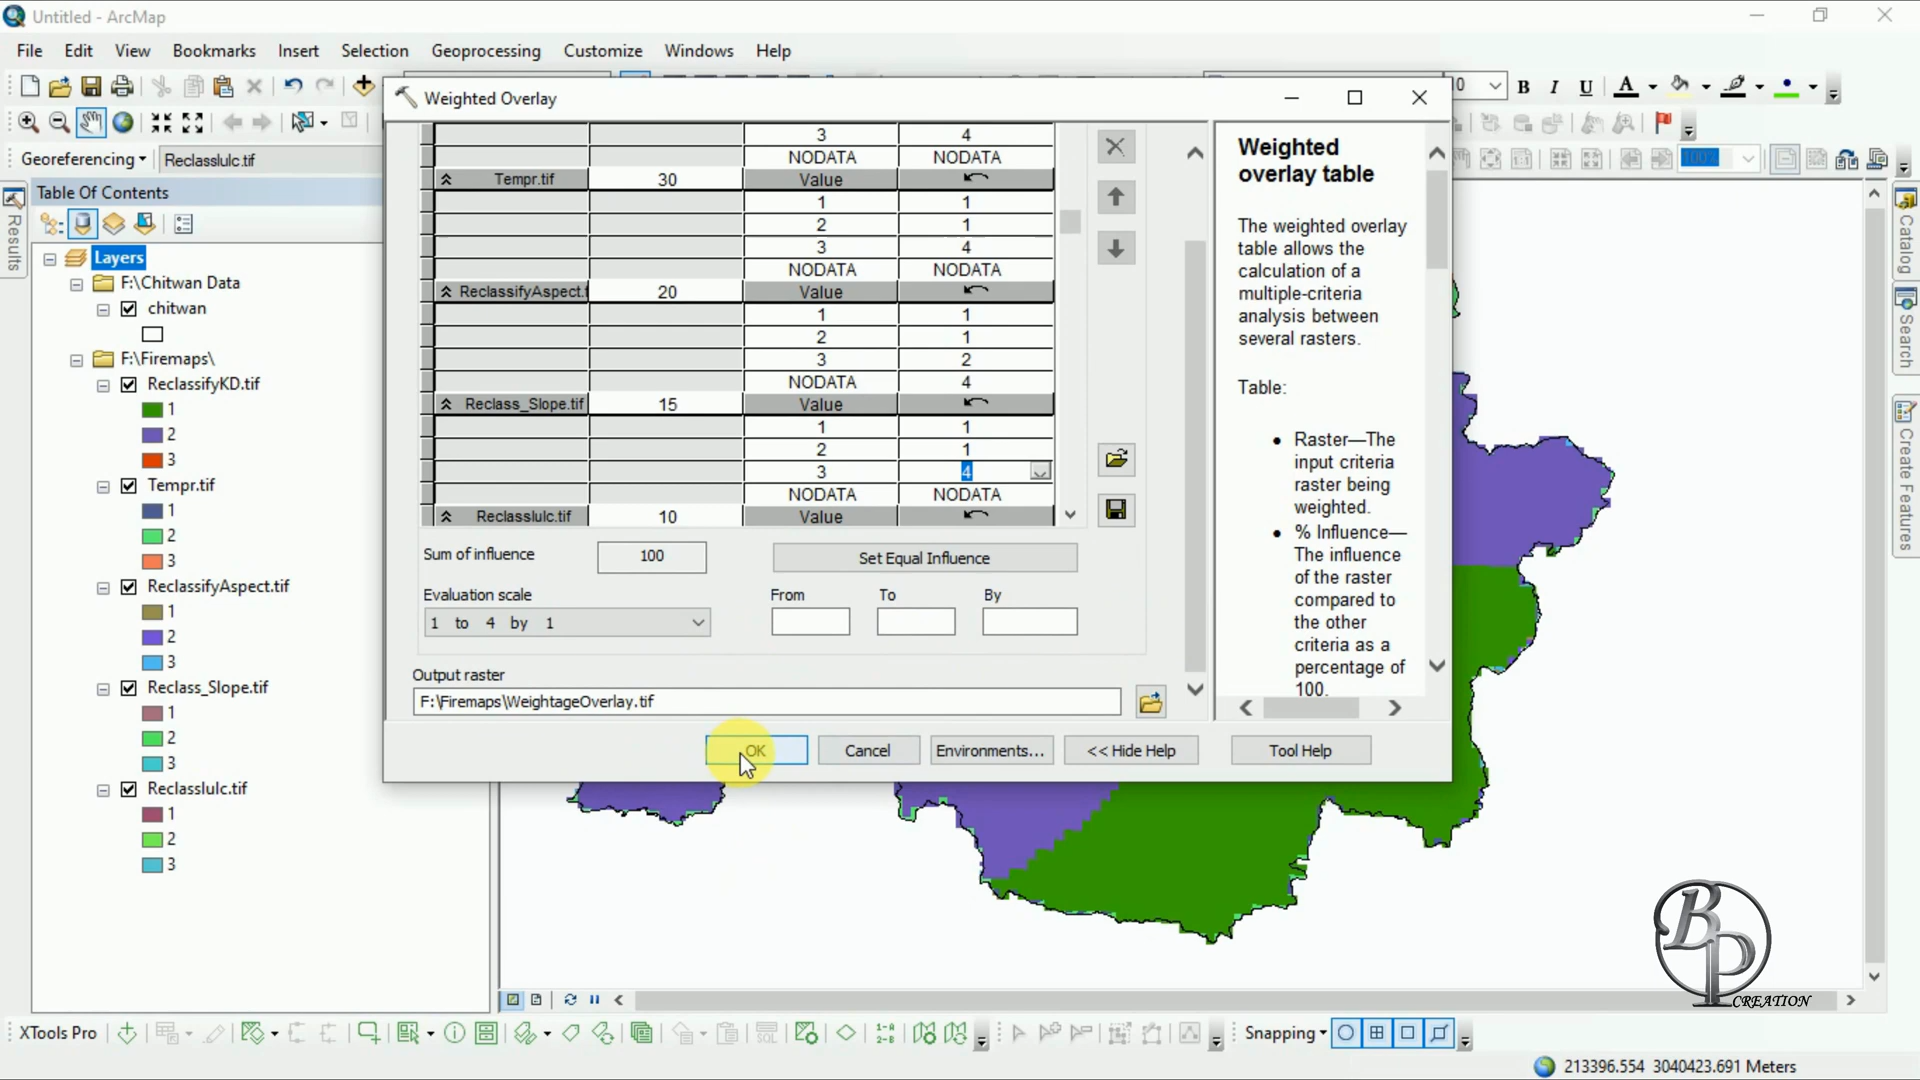 Untitled - ArcMap
File Edit View Bookmarks Insert Selection Geoprocessing Customize Windows Help
B I U A
Georeferencing Reclasslulc.tif
100%
Table Of Contents
Results
Layers
F:\Chitwan Data
chitwan
F:\Firemaps\
ReclassifyKD.tif
1
2
3
Tempr.tif
1
2
3
ReclassifyAspect.tif
1
2
3
Reclass_Slope.tif
1
2
3
Reclasslulc.tif
1
2
3
Weighted Overlay
3 4
NODATA NODATA
Tempr.tif 30 Value
1 1
2 1
3 4
NODATA NODATA
ReclassifyAspect.t 20 Value
1 1
2 1
3 2
NODATA 4
Reclass_Slope.tif 15 Value
1 1
2 1
3 4
NODATA NODATA
Reclasslulc.tif 10 Value
Sum of influence 100 Set Equal Influence
Evaluation scale From To By
1 to 4 by 1
Output raster
F:\Firemaps\WeightageOverlay.tif
OK Cancel Environments... << Hide Help Tool Help
Weighted
overlay table
The weighted overlay
table allows the
calculation of a
multiple-criteria
analysis between
several rasters.
Table:
• Raster—The
input criteria
raster being
weighted.
• % Influence—
The influence
of the raster
compared to
the other
criteria as a
percentage of
100.
Catalog
Search
Create Features
BP CREATION
XTools Pro
SQL
Snapping
213396.554 3040423.691 Meters